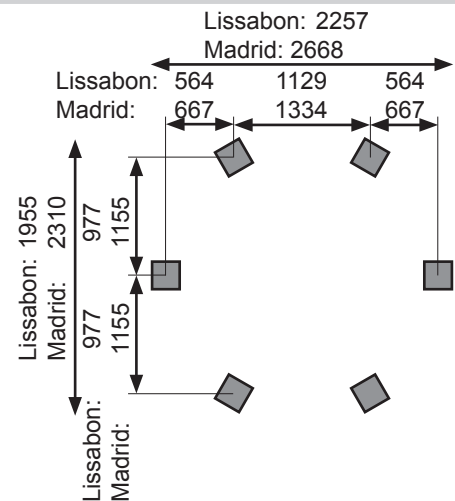 Lissabon: 2257
Madrid: 2668
Lissabon: 564 1129 564
Madrid: 667 1334 667
Lissabon: 1955
Madrid: 2310
Lissabon: 977 977
Madrid: 1155 1155